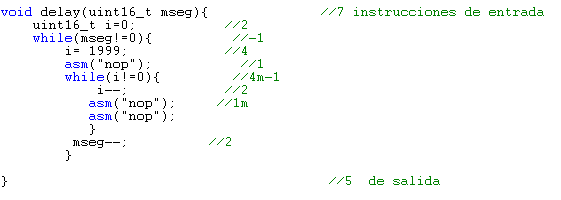 void delay(uint16_t mseg){ //7 instrucciones de entrada
uint16_t i=0; //2
while(mseg!=0){ //-1
i= 1999; //4
asm("nop"); //1
while(i!=0){ //4m-1
i--; //2
asm("nop"); //1m
asm("nop");
}
mseg--; //2
}
} //5 de salida